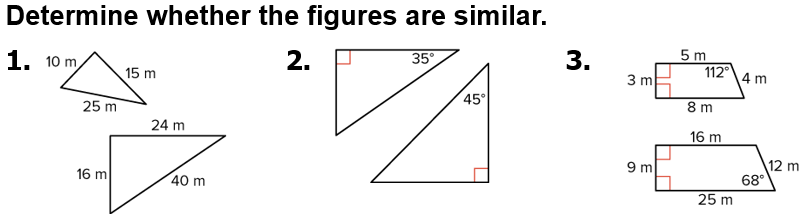 Determine whether the figures are similar.
1.
10 m
15 m
25 m
24 m
16 m
40 m
2.
35°
45°
3.
5 m
3 m
112°
4 m
8 m
16 m
9 m
12 m
68°
25 m